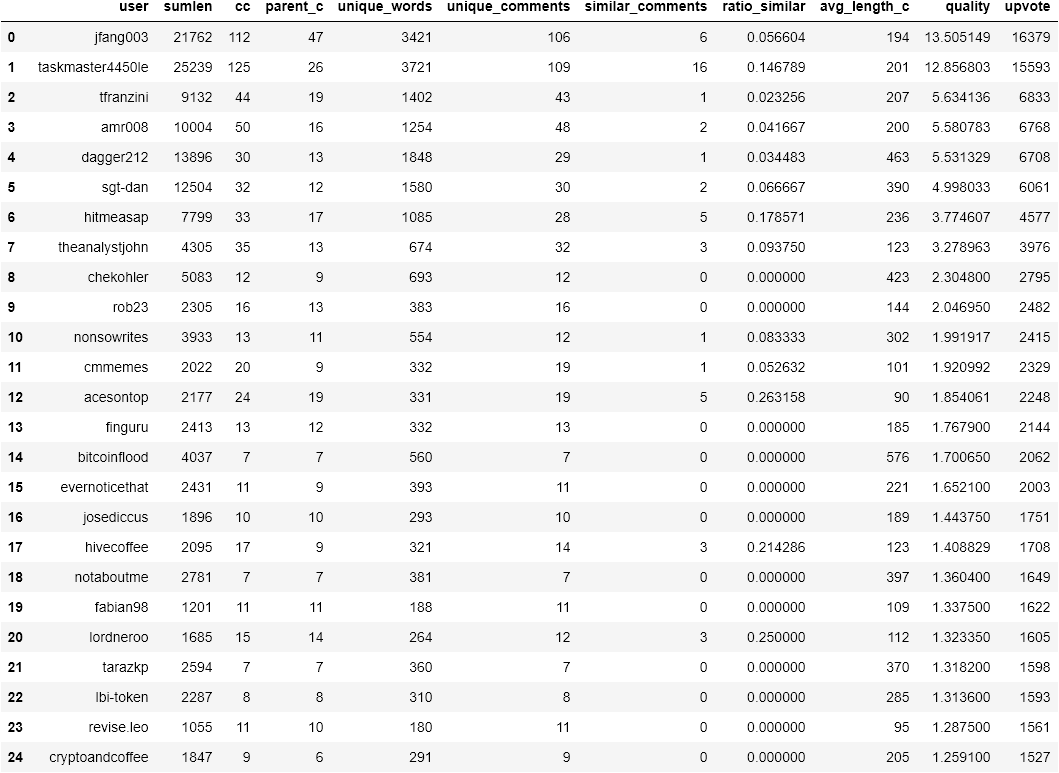 user sumlen cc parent_c unique_words unique_comments similar_comments ratio_similar avg_length_c quality upvote
0 jfang003 21762 112 47 3421 106 6 0.056604 194 13.505149 16379
1 taskmaster4450le 25239 125 26 3721 109 16 0.146789 201 12.856803 15593
2 tfranzini 9132 44 19 1402 43 1 0.023256 207 5.634136 6833
3 amr008 10004 50 16 1254 48 2 0.041667 200 5.580783 6768
4 dagger212 13896 30 13 1848 29 1 0.034483 463 5.531329 6708
5 sgt-dan 12504 32 12 1580 30 2 0.066667 390 4.998033 6061
6 hitmeasap 7799 33 17 1085 28 5 0.178571 236 3.774607 4577
7 theanalystjohn 4305 35 13 674 32 3 0.093750 123 3.278963 3976
8 chekohler 5083 12 9 693 12 0 0.000000 423 2.304800 2795
9 rob23 2305 16 13 383 16 0 0.000000 144 2.046950 2482
10 nonsowrites 3933 13 11 554 12 1 0.083333 302 1.991917 2415
11 cmmemes 2022 20 9 332 19 1 0.052632 101 1.920992 2329
12 acesontop 2177 24 19 331 19 5 0.263158 90 1.854061 2248
13 finguru 2413 13 12 332 13 0 0.000000 185 1.767900 2144
14 bitcoinflood 4037 7 7 560 7 0 0.000000 576 1.700650 2062
15 evernoticethat 2431 11 9 393 11 0 0.000000 221 1.652100 2003
16 josediccus 1896 10 10 293 10 0 0.000000 189 1.443750 1751
17 hivecoffee 2095 17 9 321 14 3 0.214286 123 1.408829 1708
18 notaboutme 2781 7 7 381 7 0 0.000000 397 1.360400 1649
19 fabian98 1201 11 11 188 11 0 0.000000 109 1.337500 1622
20 lordneroo 1685 15 14 264 12 3 0.250000 112 1.323350 1605
21 tarazkp 2594 7 7 360 7 0 0.000000 370 1.318200 1598
22 lbi-token 2287 8 8 310 8 0 0.000000 285 1.313600 1593
23 revise.leo 1055 11 10 180 11 0 0.000000 95 1.287500 1561
24 cryptoandcoffee 1847 9 6 291 9 0 0.000000 205 1.259100 1527